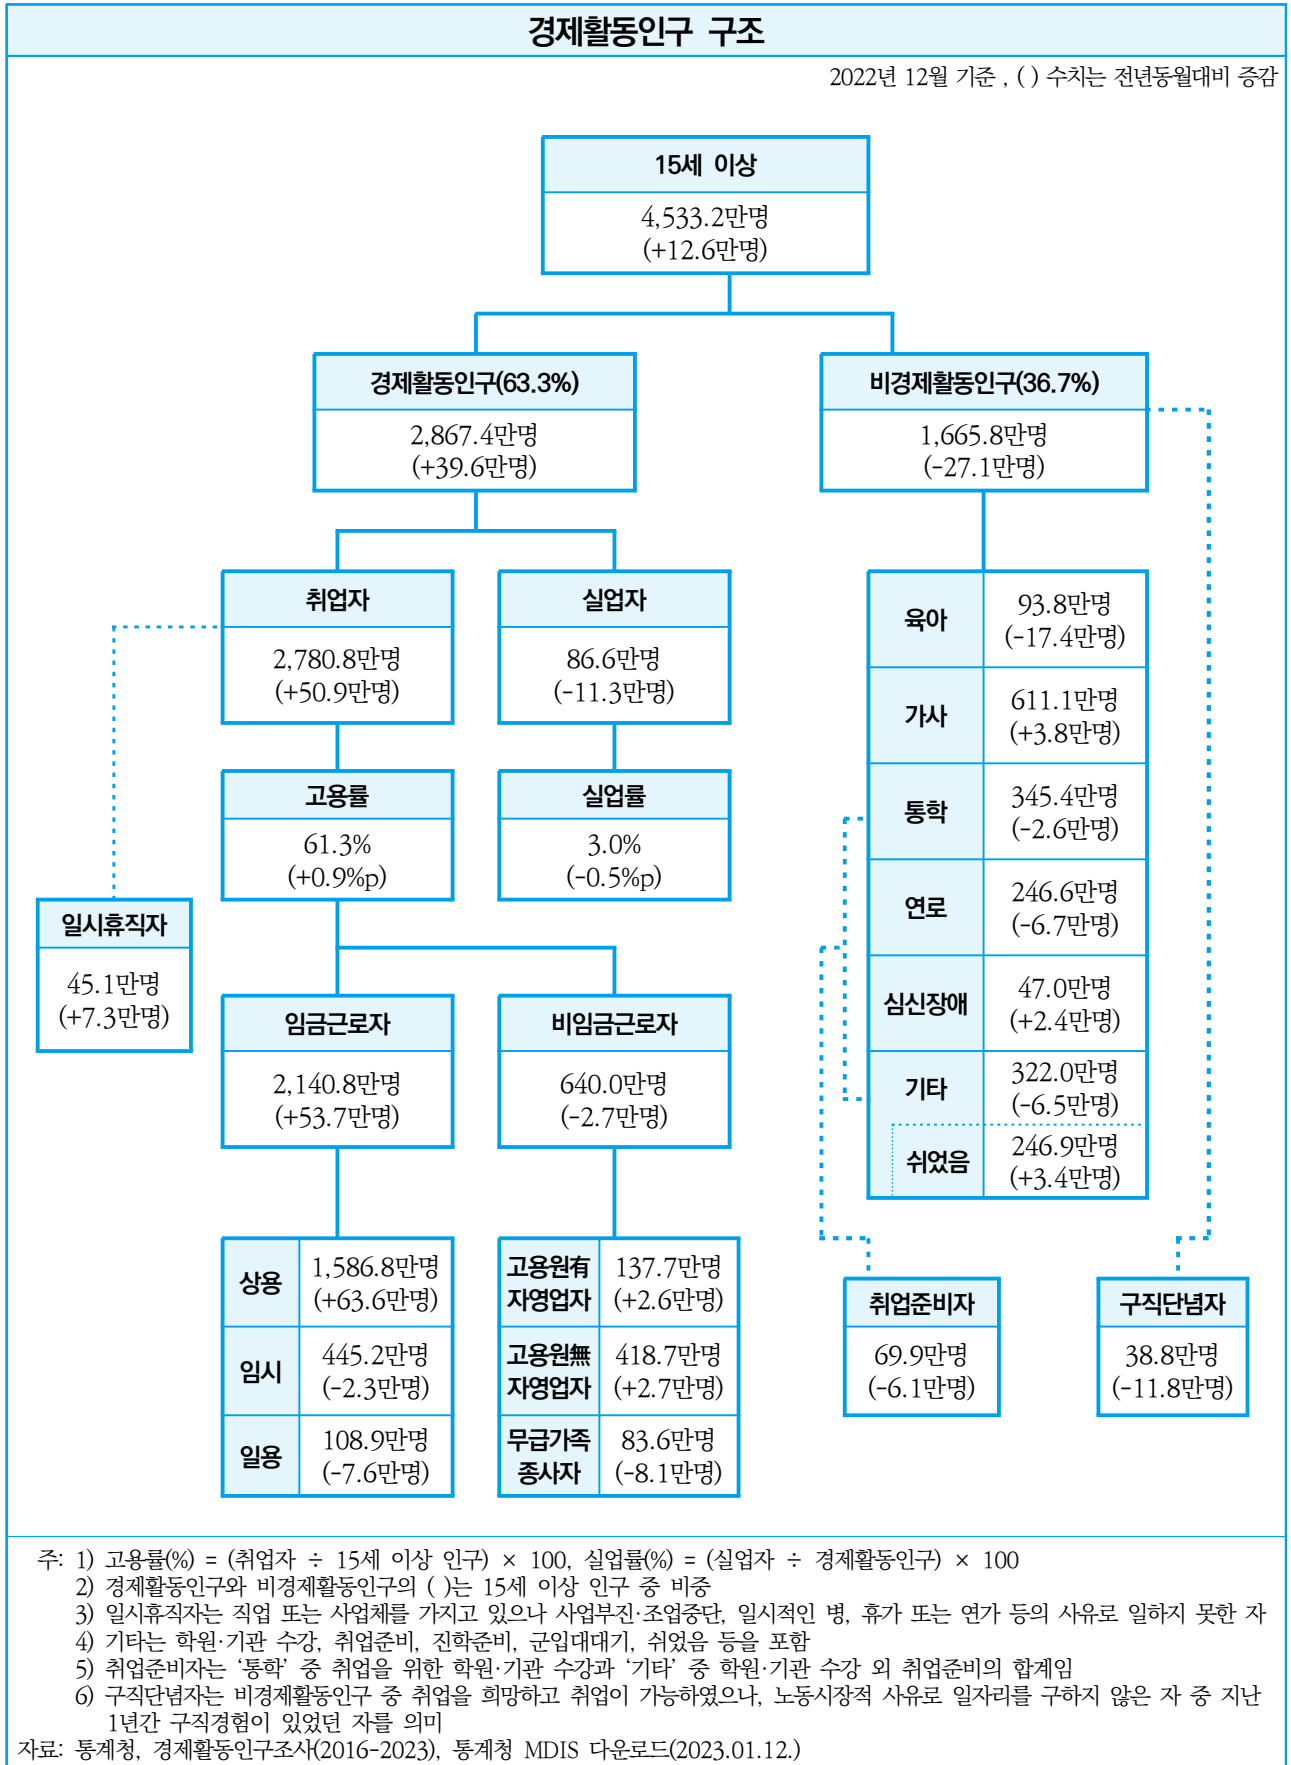 경제활동인구 구조
2022년 12월 기준 , ( ) 수치는 전년동월대비 증감
15세 이상
4,533.2만명
(+12.6만명)
경제활동인구(63.3%)
2,867.4만명
(+39.6만명)
비경제활동인구(36.7%)
1,665.8만명
(-27.1만명)
취업자
2,780.8만명
(+50.9만명)
실업자
86.6만명
(-11.3만명)
고용률
61.3%
(+0.9%p)
실업률
3.0%
(-0.5%p)
일시휴직자
45.1만명
(+7.3만명)
임금근로자
2,140.8만명
(+53.7만명)
비임금근로자
640.0만명
(-2.7만명)
상용
1,586.8만명
(+63.6만명)
임시
445.2만명
(-2.3만명)
일용
108.9만명
(-7.6만명)
고용원有
자영업자
137.7만명
(+2.6만명)
고용원無
자영업자
418.7만명
(+2.7만명)
무급가족
종사자
83.6만명
(-8.1만명)
육아
93.8만명
(-17.4만명)
가사
611.1만명
(+3.8만명)
통학
345.4만명
(-2.6만명)
연로
246.6만명
(-6.7만명)
심신장애
47.0만명
(+2.4만명)
기타
322.0만명
(-6.5만명)
쉬었음
246.9만명
(+3.4만명)
취업준비자
69.9만명
(-6.1만명)
구직단념자
38.8만명
(-11.8만명)
주: 1) 고용률(%) = (취업자 ÷ 15세 이상 인구) × 100, 실업률(%) = (실업자 ÷ 경제활동인구) × 100
2) 경제활동인구와 비경제활동인구의 ( )는 15세 이상 인구 중 비중
3) 일시휴직자는 직업 또는 사업체를 가지고 있으나 사업부진·조업중단, 일시적인 병, 휴가 또는 연가 등의 사유로 일하지 못한 자
4) 기타는 학원·기관 수강, 취업준비, 진학준비, 군입대대기, 쉬었음 등을 포함
5) 취업준비자는 ‘통학’ 중 취업을 위한 학원·기관 수강과 ‘기타’ 중 학원·기관 수강 외 취업준비의 합계임
6) 구직단념자는 비경제활동인구 중 취업을 희망하고 취업이 가능하였으나, 노동시장적 사유로 일자리를 구하지 않은 자 중 지난
1년간 구직경험이 있었던 자를 의미
자료: 통계청, 경제활동인구조사(2016-2023), 통계청 MDIS 다운로드(2023.01.12.)